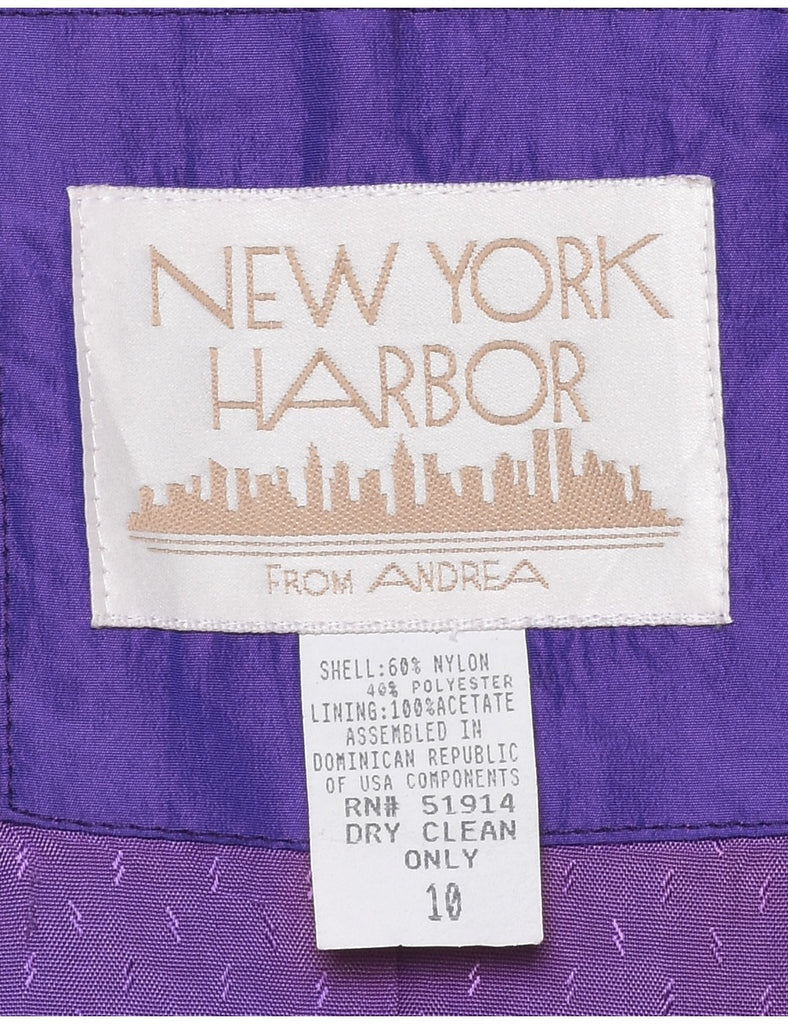 NEW YORK
HARBOR
FROM ANDREA
SHELL:60% NYLON
40% POLYESTER
LINING:100%ACETATE
ASSEMBLED IN
DOMINICAN REPUBLIC
OF USA COMPONENTS
RN# 51914
DRY CLEAN
ONLY
10